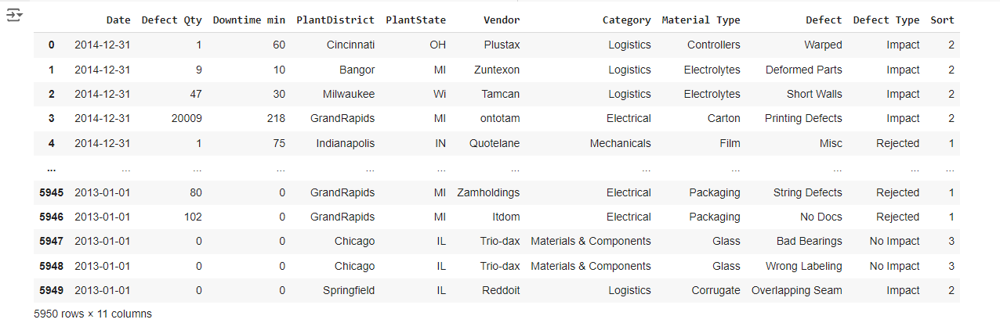 Date Defect Qty Downtime min PlantDistrict PlantState Vendor Category Material Type Defect Defect Type Sort
0 2014-12-31 1 60 Cincinnati OH Plustax Logistics Controllers Warped Impact 2
1 2014-12-31 9 10 Bangor MI Zuntexon Logistics Electrolytes Deformed Parts Impact 2
2 2014-12-31 47 30 Milwaukee Wi Tamcan Logistics Electrolytes Short Walls Impact 2
3 2014-12-31 20009 218 GrandRapids MI ontotam Electrical Carton Printing Defects Impact 2
4 2014-12-31 1 75 Indianapolis IN Quotelane Mechanicals Film Misc Rejected 1
... ... ... ... ... ... ... ... ... ... ... ...
5945 2013-01-01 80 0 GrandRapids MI Zamholdings Electrical Packaging String Defects Rejected 1
5946 2013-01-01 102 0 GrandRapids MI Itdom Electrical Packaging No Docs Rejected 1
5947 2013-01-01 0 0 Chicago IL Trio-dax Materials & Components Glass Bad Bearings No Impact 3
5948 2013-01-01 0 0 Chicago IL Trio-dax Materials & Components Glass Wrong Labeling No Impact 3
5949 2013-01-01 0 0 Springfield IL Reddoit Logistics Corrugate Overlapping Seam Impact 2
5950 rows × 11 columns